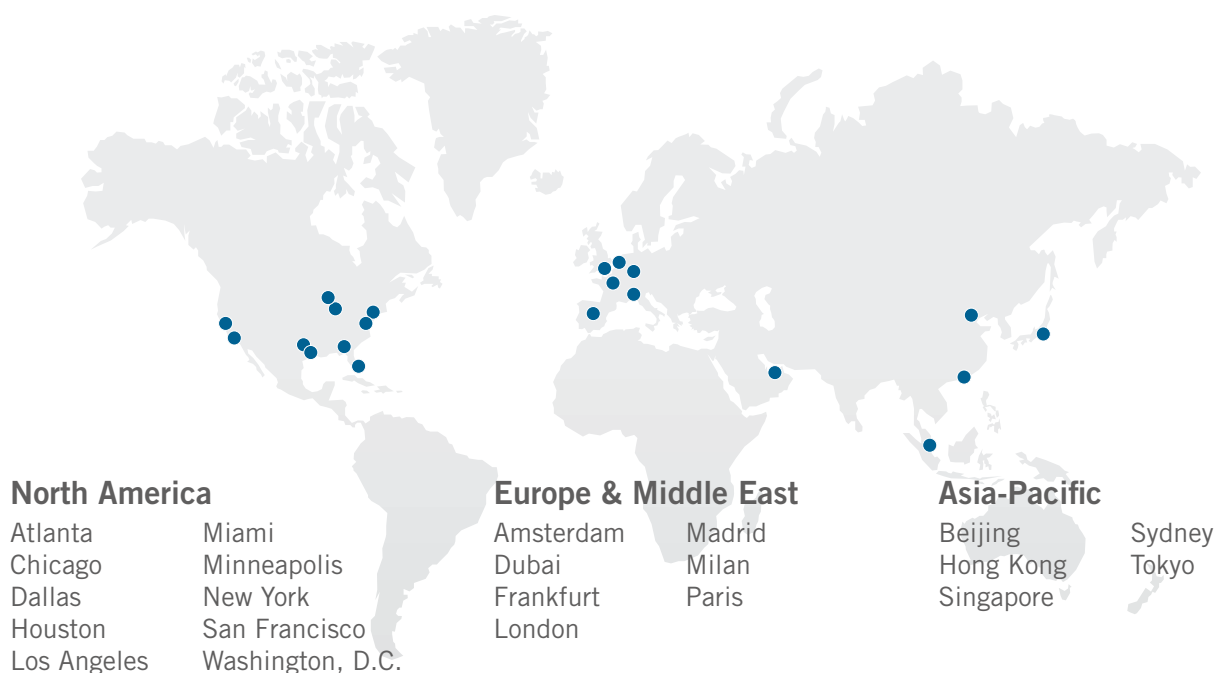 North America
Atlanta
Chicago
Dallas
Houston
Los Angeles
Miami
Minneapolis
New York
San Francisco
Washington, D.C.
Europe & Middle East
Amsterdam
Dubai
Frankfurt
London
Madrid
Milan
Paris
Asia-Pacific
Beijing
Hong Kong
Singapore
Sydney
Tokyo